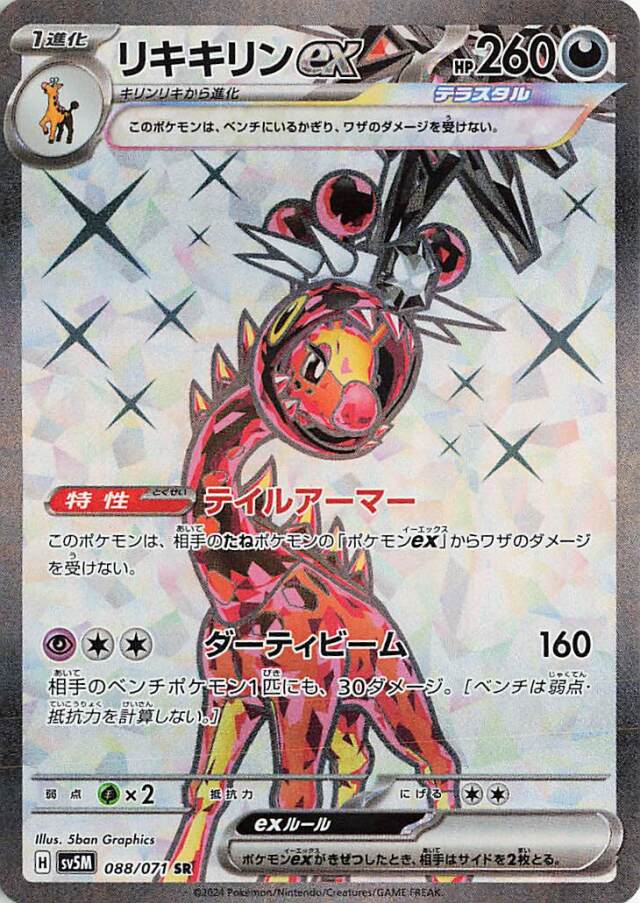 1進化
リキキリンex
HP260
キリンリキから進化
テラスタル
このポケモンは、ベンチにいるかぎり、ワザのダメージを受けない。
特性
テイルアーマー
このポケモンは、相手のたねポケモンの「ポケモンex」からワザのダメージ
を受けない。
ダーティビーム 160
相手のベンチポケモン1匹にも、30ダメージ。[ベンチは弱点・
抵抗力を計算しない。]
弱点 ×2 抵抗力 にげる
exルール
ポケモンexがきぜつしたとき、相手はサイドを2枚とる。
Illus. 5ban Graphics
H sv5M 088/071 SR
©2024 Pokémon/Nintendo/Creatures/GAME FREAK.